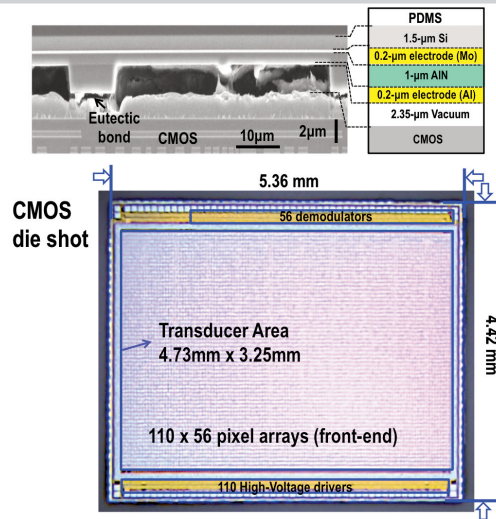 PDMS
1.5-µm Si
0.2-µm electrode (Mo)
1-µm AlN
0.2-µm electrode (Al)
2.35-µm Vacuum
CMOS
Eutectic
bond
CMOS
10µm
2µm
5.36 mm
CMOS
die shot
56 demodulators
4.42 mm
Transducer Area
4.73mm x 3.25mm
110 x 56 pixel arrays (front-end)
110 High-Voltage drivers